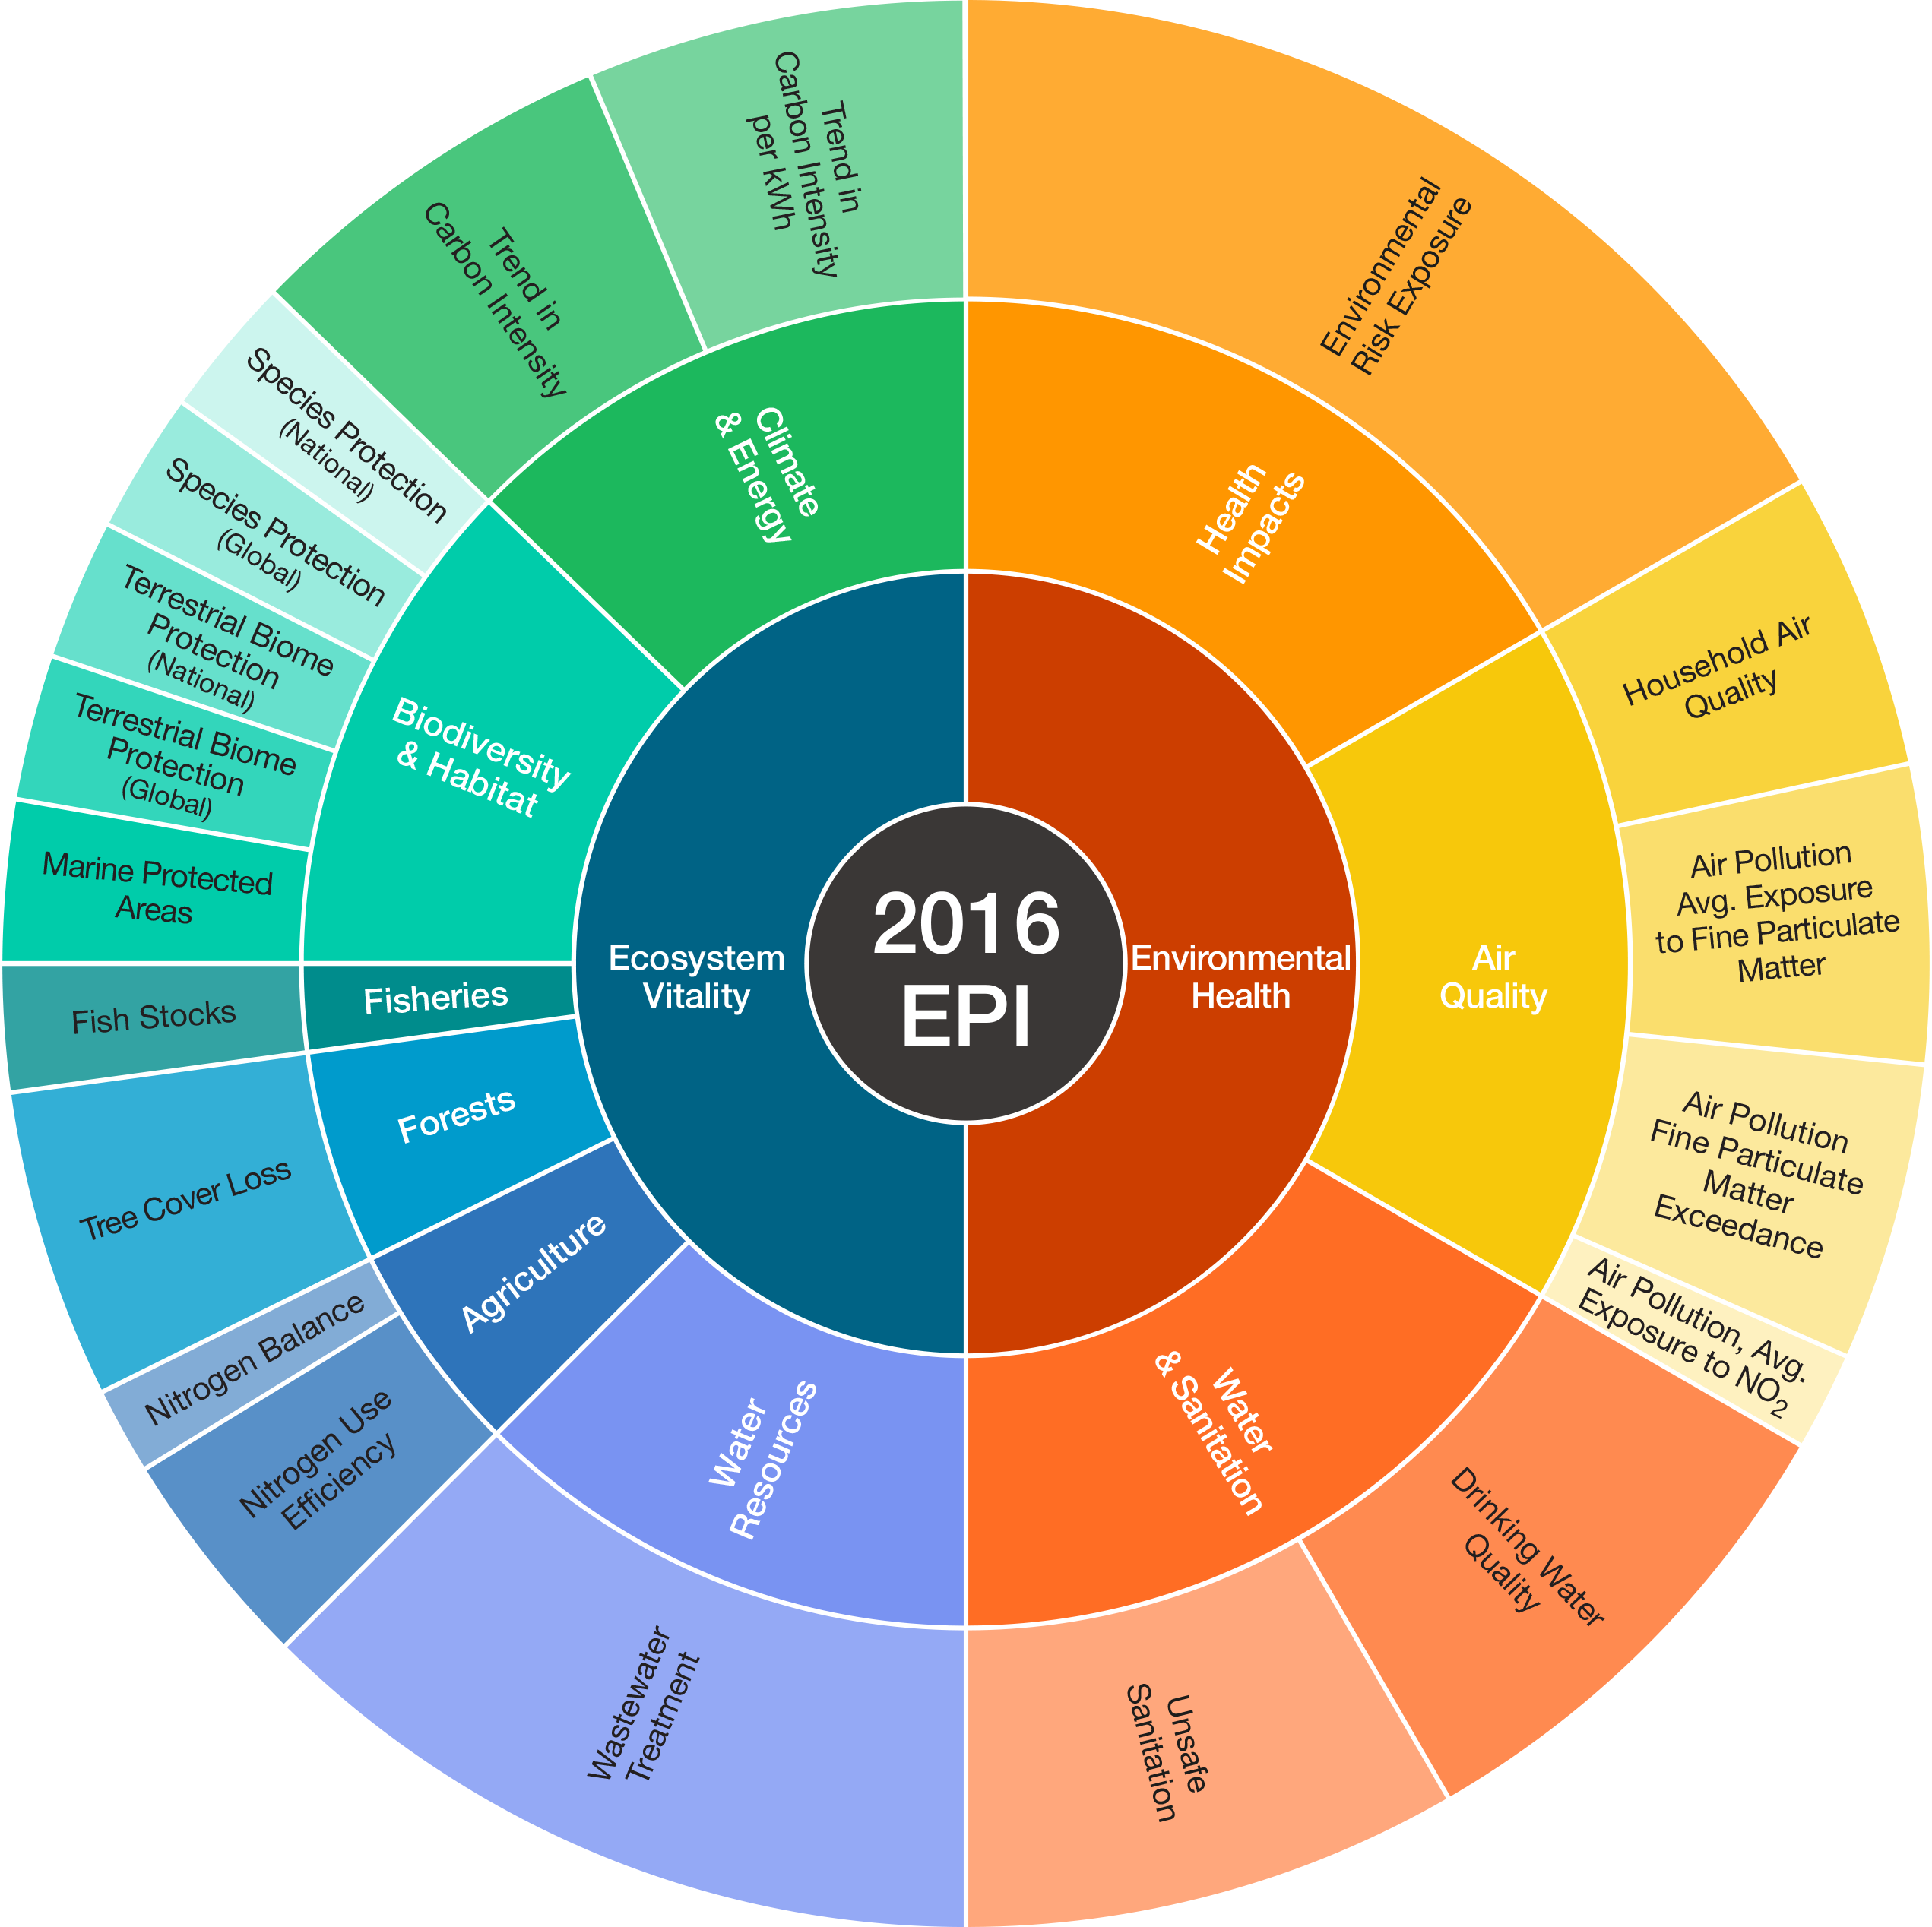 2016
EPI
Ecosystem
Vitality
Environmental
Health
Health
Impacts
Air
Quality
Water
& Sanitation
Water
Resources
Agriculture
Forests
Fisheries
Biodiversity
& Habitat
Climate
& Energy
Environmental
Risk Exposure
Household Air
Quality
Air Pollution
Avg. Exposure
to Fine Particulate
Matter
Air Pollution
Fine Particulate
Matter
Exceedance
Air Pollution, Avg.
Exposure to NO₂
Drinking Water
Quality
Unsafe
Sanitation
Wastewater
Treatment
Nitrogen Use
Efficiency
Nitrogen Balance
Tree Cover Loss
Fish Stocks
Marine Protected
Areas
Terrestrial Biome
Protection
(Global)
Terrestrial Biome
Protection
(National)
Species Protection
(Global)
Species Protection
(National)
Trend in
Carbon Intensity
Trend in
Carbon Intensity
per kWh